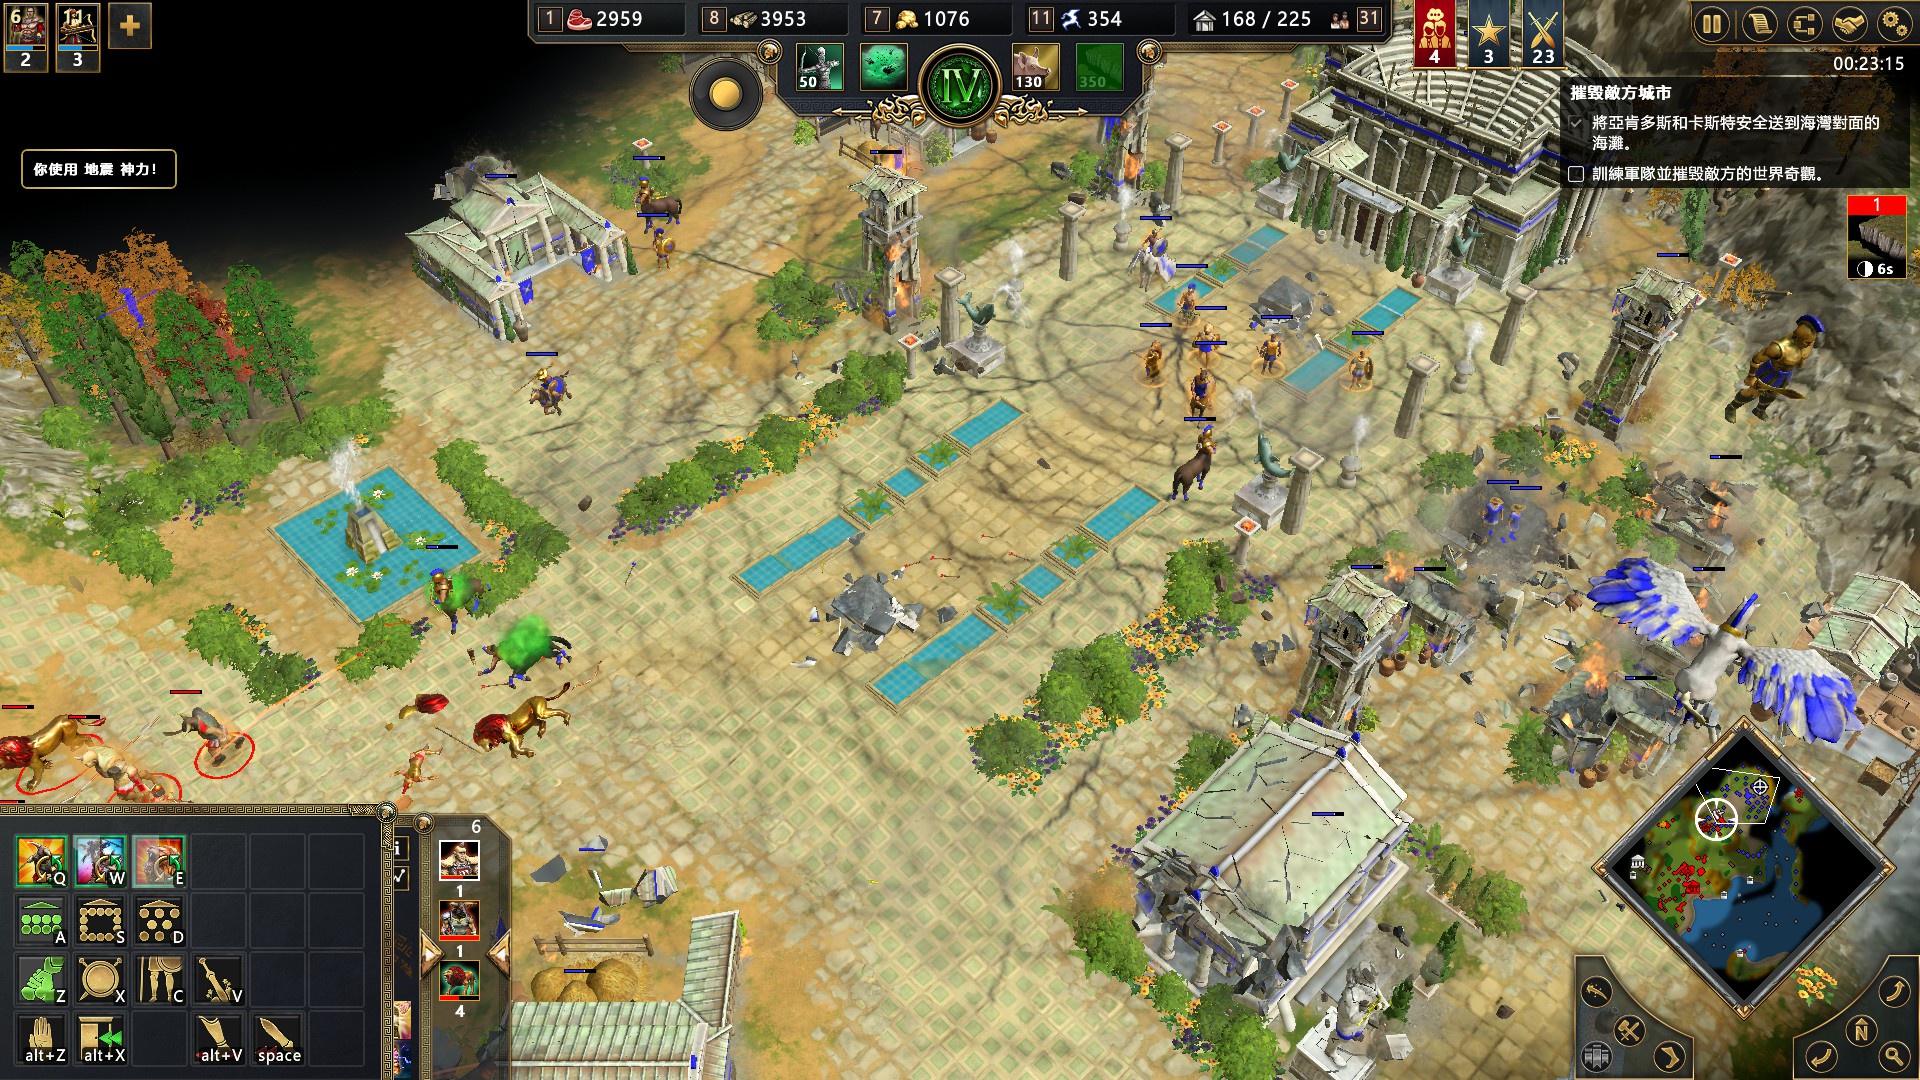 6
2
11
3
1 2959
8 3953
7 1076
11 354
168 / 225
31
50
IV
130
350
4
3
23
00:23:15
摧毀敵方城市
將亞肯多斯和卡斯特安全送到海灣對面的
海灘。
訓練軍隊並摧毀敵方的世界奇觀。
你使用 地震 神力!
1
6s
Q
W
E
A
S
D
Z
X
C
V
alt+Z
alt+X
alt+V
space
i
6
1
1
4
N